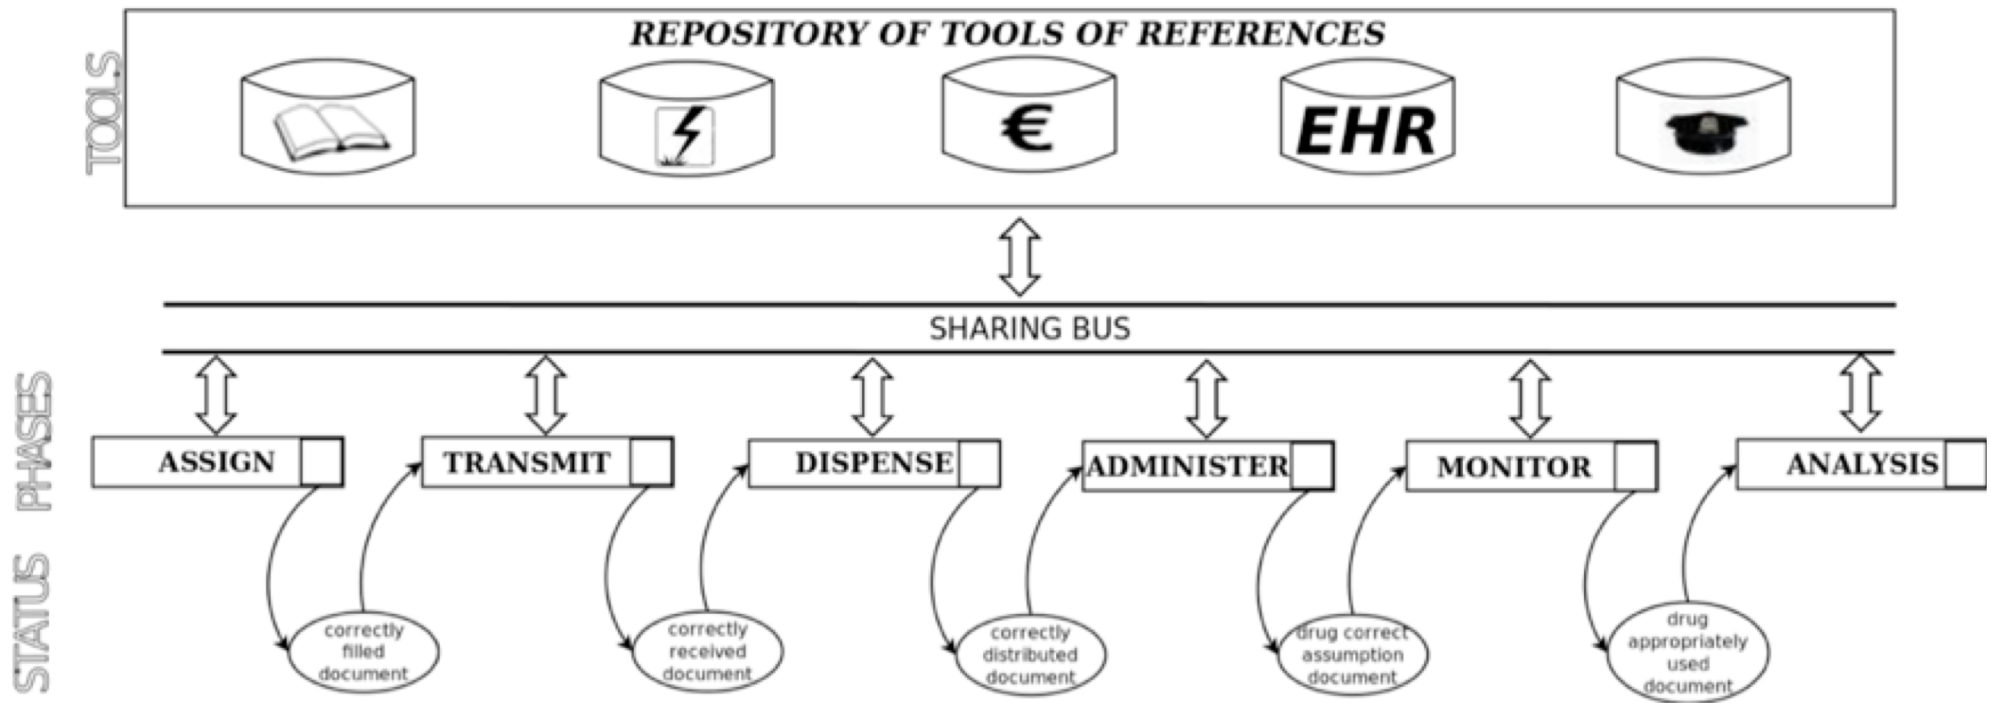 REPOSITORY OF TOOLS OF REFERENCES
TOOLS
€
EHR
SHARING BUS
PHASES
ASSIGN
TRANSMIT
DISPENSE
ADMINISTER
MONITOR
ANALYSIS
STATUS
correctly
filled
document
correctly
received
document
correctly
distributed
document
drug correct
assumption
document
drug
appropriately
used
document